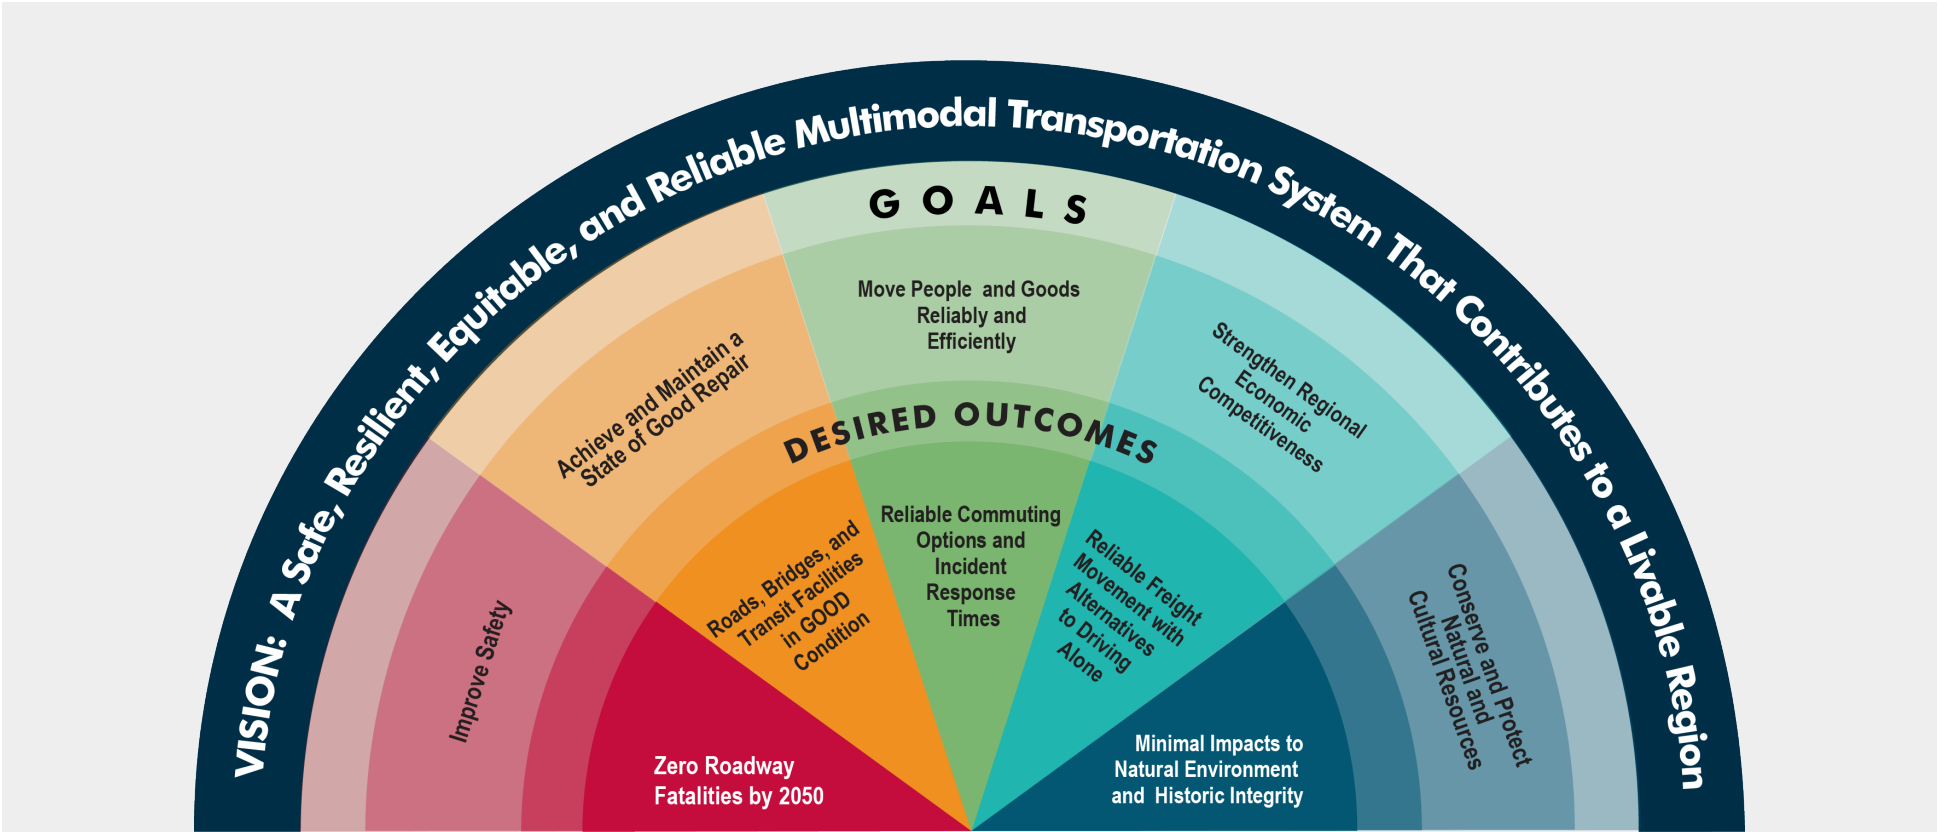 VISION: A Safe, Resilient, Equitable, and Reliable Multimodal Transportation System That Contributes to a Livable Region
GOALS
Improve Safety
Achieve and Maintain a
State of Good Repair
Move People and Goods
Reliably and
Efficiently
Strengthen Regional
Economic
Competitiveness
Conserve and Protect
Natural and
Cultural Resources
DESIRED OUTCOMES
Zero Roadway
Fatalities by 2050
Roads, Bridges, and
Transit Facilities
in GOOD
Condition
Reliable Commuting
Options and
Incident
Response
Times
Reliable Freight
Movement with
Alternatives
to Driving
Alone
Minimal Impacts to
Natural Environment
and Historic Integrity